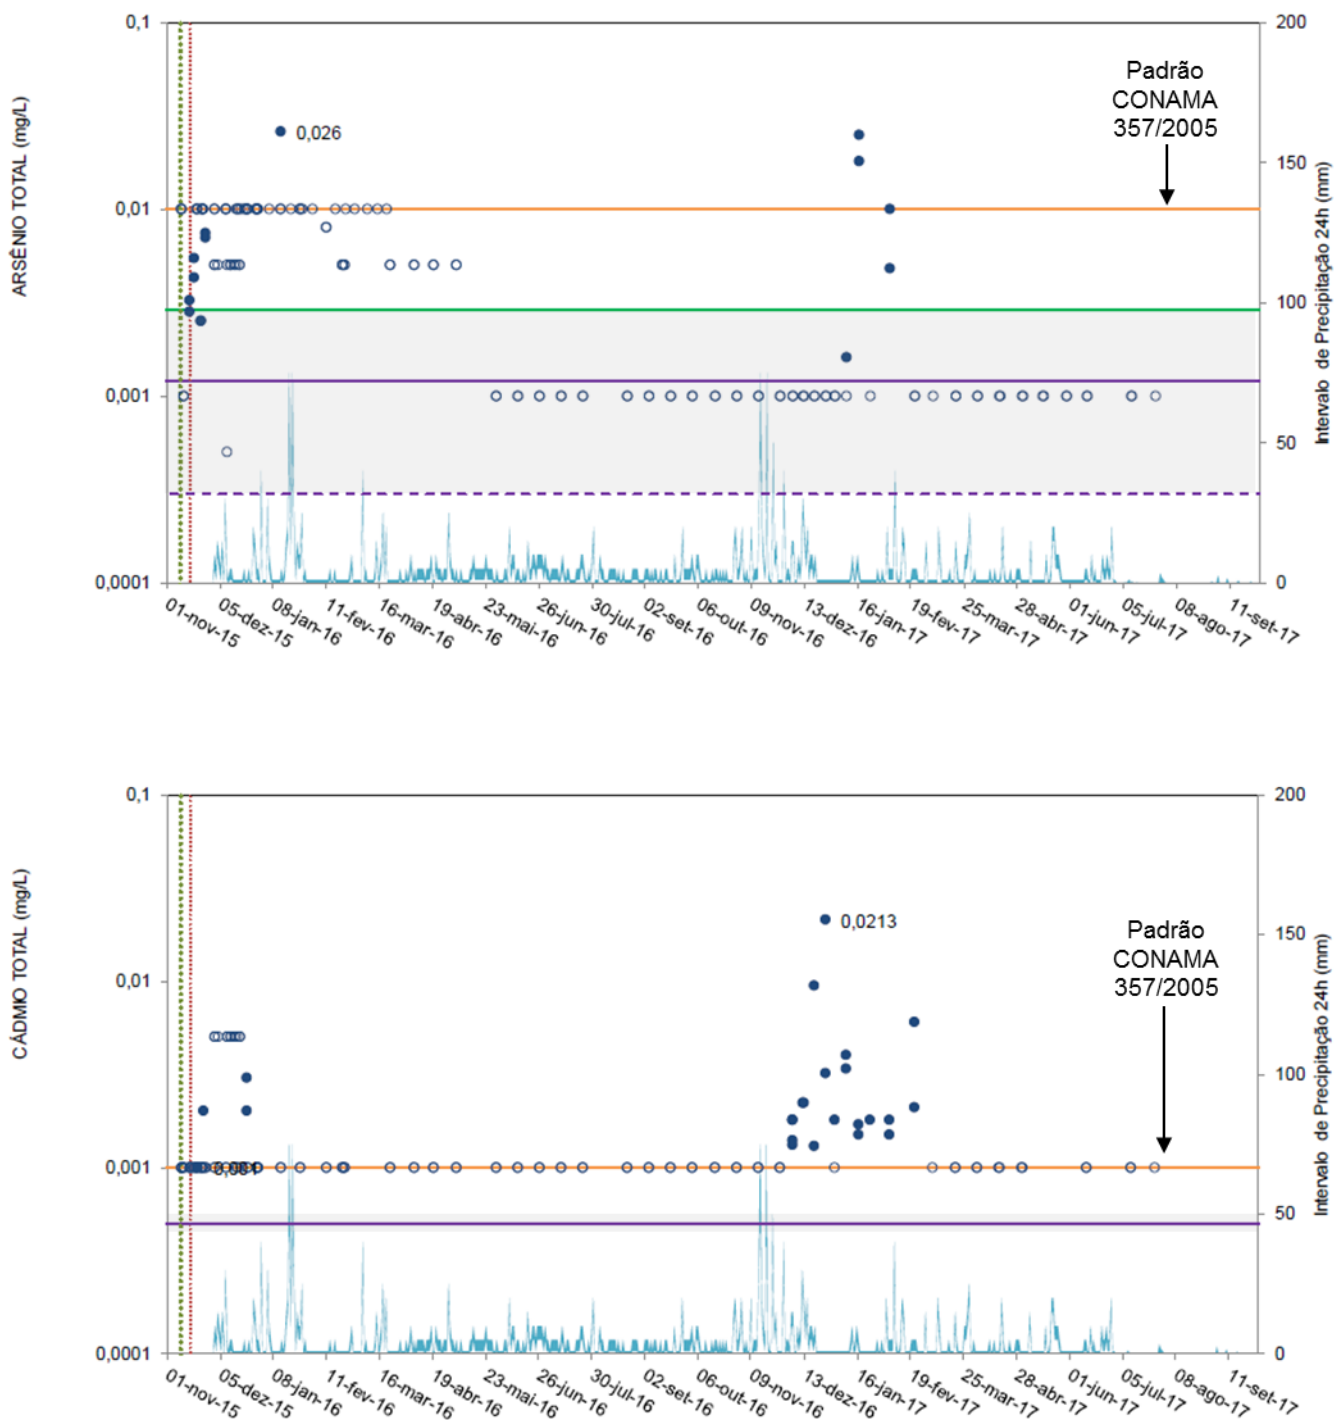 ARSÊNIO TOTAL (mg/L)
0,1
0,01
0,001
0,0001
0,026
Padrão
CONAMA
357/2005
200
150
100
50
0
Intervalo de Precipitação 24h (mm)
01-nov-15
05-dez-15
08-jan-16
11-fev-16
16-mar-16
19-abr-16
23-mai-16
26-jun-16
30-jul-16
02-set-16
06-out-16
09-nov-16
13-dez-16
16-jan-17
19-fev-17
25-mar-17
28-abr-17
01-jun-17
05-jul-17
08-ago-17
11-set-17
CÁDMIO TOTAL (mg/L)
0,1
0,01
0,001
0,0001
0,0213
0,001
Padrão
CONAMA
357/2005
200
150
100
50
0
Intervalo de Precipitação 24h (mm)
01-nov-15
05-dez-15
08-jan-16
11-fev-16
16-mar-16
19-abr-16
23-mai-16
26-jun-16
30-jul-16
02-set-16
06-out-16
09-nov-16
13-dez-16
16-jan-17
19-fev-17
25-mar-17
28-abr-17
01-jun-17
05-jul-17
08-ago-17
11-set-17